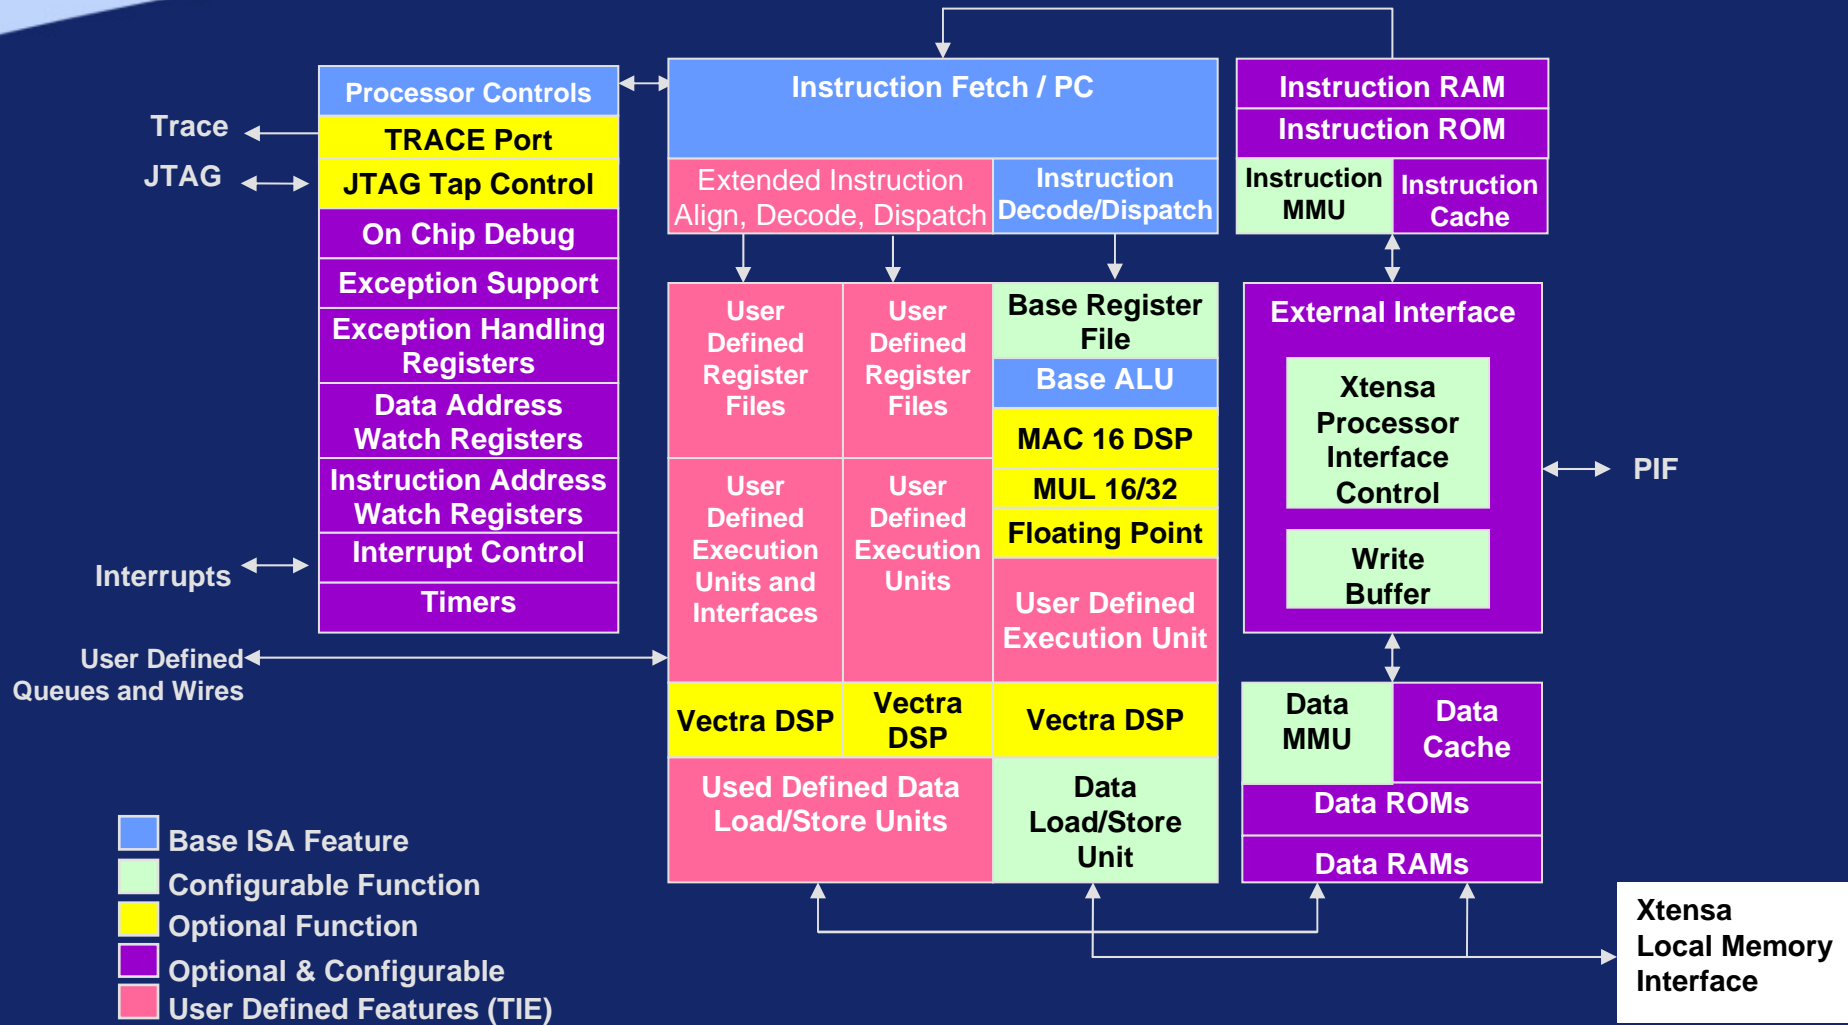 Trace
JTAG
Interrupts
User Defined
Queues and Wires
Processor Controls
TRACE Port
JTAG Tap Control
On Chip Debug
Exception Support
Exception Handling
Registers
Data Address
Watch Registers
Instruction Address
Watch Registers
Interrupt Control
Timers
Instruction Fetch / PC
Extended Instruction
Align, Decode, Dispatch
Instruction
Decode/Dispatch
User
Defined
Register
Files
User
Defined
Register
Files
Base Register
File
Base ALU
MAC 16 DSP
MUL 16/32
Floating Point
User
Defined
Execution
Units and
Interfaces
User
Defined
Execution
Units
User Defined
Execution Unit
Vectra DSP
Vectra
DSP
Vectra DSP
Used Defined Data
Load/Store Units
Data
Load/Store
Unit
Instruction RAM
Instruction ROM
Instruction
MMU
Instruction
Cache
External Interface
Xtensa
Processor
Interface
Control
Write
Buffer
PIF
Data
MMU
Data
Cache
Data ROMs
Data RAMs
Xtensa
Local Memory
Interface
Base ISA Feature
Configurable Function
Optional Function
Optional & Configurable
User Defined Features (TIE)